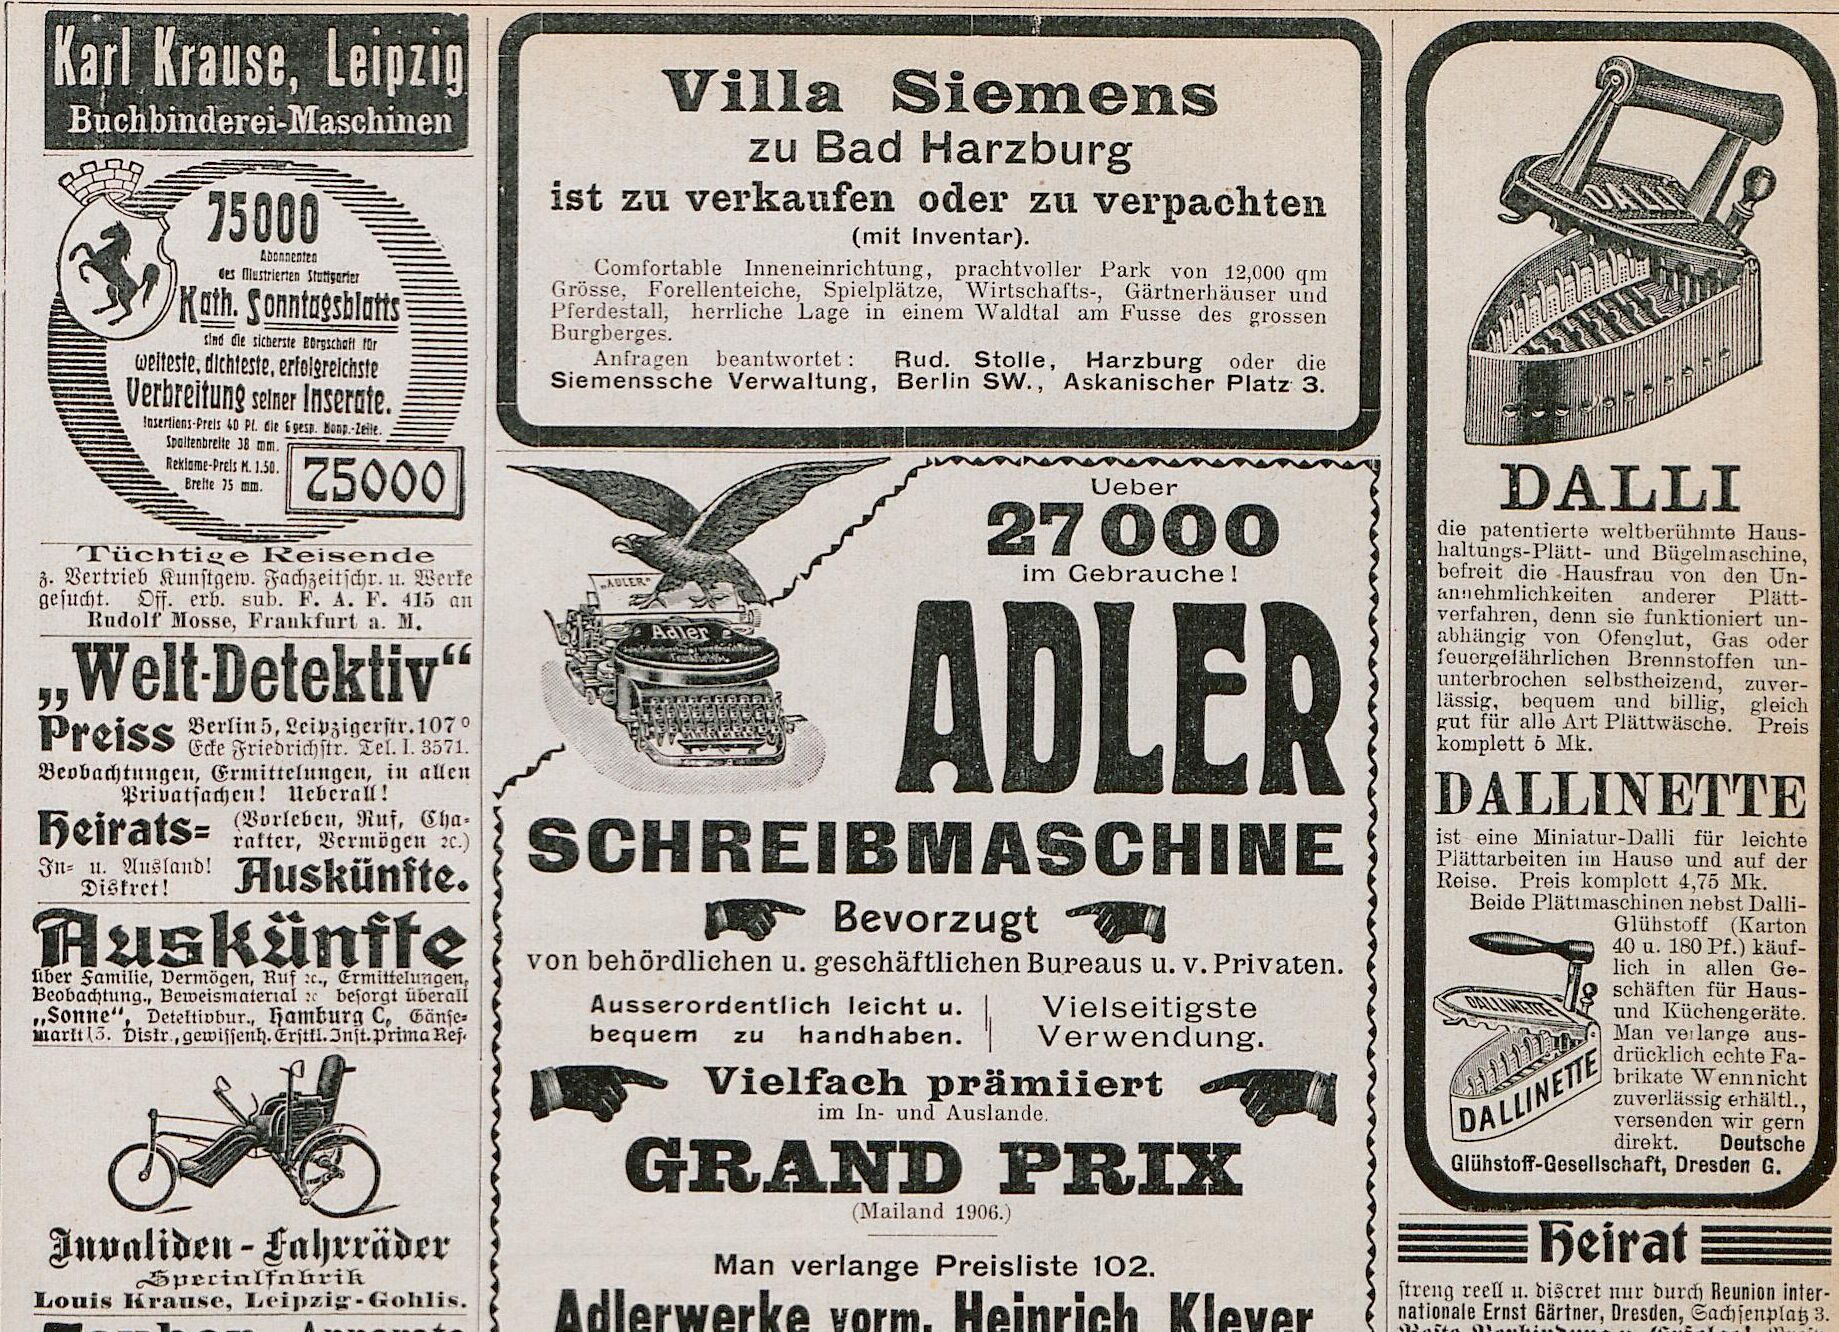 Karl Krause, Leipzig
Buchbinderei-Maschinen
75000
Abonnenten
des Illustrierten Stuttgarter
Kath. Sonntagsblatts
sind die sicherste Bürgschaft für
weiteste, dichteste, erfolgreichste
Verbreitung seiner Inserate.
Insertions-Preis 40 Pf. die 6 gesp. Nonp.-Zeile.
Spaltenbreite 38 mm.
Reklame-Preis M. 1.50.
Breite 75 mm.
75000
Tüchtige Reisende
z. Vertrieb Kunstgew. Fachzeitschr. u. Werke
gesucht. Off. erb. sub. F. A. F. 415 an
Rudolf Mosse, Frankfurt a. M.
„Welt-Detektiv“
Preiss Berlin 5, Leipzigerstr. 107⁰
Ecke Friedrichstr. Tel. I. 3571.
Beobachtungen, Ermittelungen, in allen
Privatsachen! Ueberall!
Heirats= (Vorleben, Ruf, Cha-
rakter, Vermögen ꝛc.)
In- u. Ausland!
Diskret!
Auskünfte.
Auskünfte
über Familie, Vermögen, Ruf ꝛc., Ermittelungen,
Beobachtung., Beweismaterial ꝛc besorgt überall
„Sonne“, Detektivbur., Hamburg C, Gänse-
markt 13. Distr., gewissenh. Erstkl. Inst. Prima Ref.
Invaliden-Fahrräder
Specialfabrik
Louis Krause, Leipzig-Gohlis.
Villa Siemens
zu Bad Harzburg
ist zu verkaufen oder zu verpachten
(mit Inventar).
Comfortable Inneneinrichtung, prachtvoller Park von 12,000 qm
Grösse, Forellenteiche, Spielplätze, Wirtschafts-, Gärtnerhäuser und
Pferdestall, herrliche Lage in einem Waldtal am Fusse des grossen
Burgberges.
Anfragen beantwortet: Rud. Stolle, Harzburg oder die
Siemenssche Verwaltung, Berlin SW., Askanischer Platz 3.
„ADLER“
Adler
Ueber
27000
im Gebrauche!
ADLER
SCHREIBMASCHINE
Bevorzugt
von behördlichen u. geschäftlichen Bureaus u. v. Privaten.
Ausserordentlich leicht u.
bequem zu handhaben.
Vielseitigste
Verwendung.
Vielfach prämiiert
im In- und Auslande.
GRAND PRIX
(Mailand 1906.)
Man verlange Preisliste 102.
Adlerwerke vorm. Heinrich Kleyer
DALLI
DALLI
die patentierte weltberühmte Haus-
haltungs-Plätt- und Bügelmaschine,
befreit die Hausfrau von den Un-
annehmlichkeiten anderer Plätt-
verfahren, denn sie funktioniert un-
abhängig von Ofenglut, Gas oder
feuergefährlichen Brennstoffen un-
unterbrochen selbstheizend, zuver-
lässig, bequem und billig, gleich
gut für alle Art Plättwäsche. Preis
komplett 5 Mk.
DALLINETTE
ist eine Miniatur-Dalli für leichte
Plättarbeiten im Hause und auf der
Reise. Preis komplett 4,75 Mk.
Beide Plättmaschinen nebst Dalli-
Glühstoff (Karton
40 u. 180 Pf.) käuf-
lich in allen Ge-
schäften für Haus-
und Küchengeräte.
Man verlange aus-
drücklich echte Fa-
brikate Wenn nicht
zuverlässig erhältl.,
versenden wir gern
direkt. Deutsche
Glühstoff-Gesellschaft, Dresden G.
DALLINETTE
DALLINETTE
Heirat
streng reell u. discret nur durch Reunion inter-
nationale Ernst Gärtner, Dresden, Sachsenplatz 3.